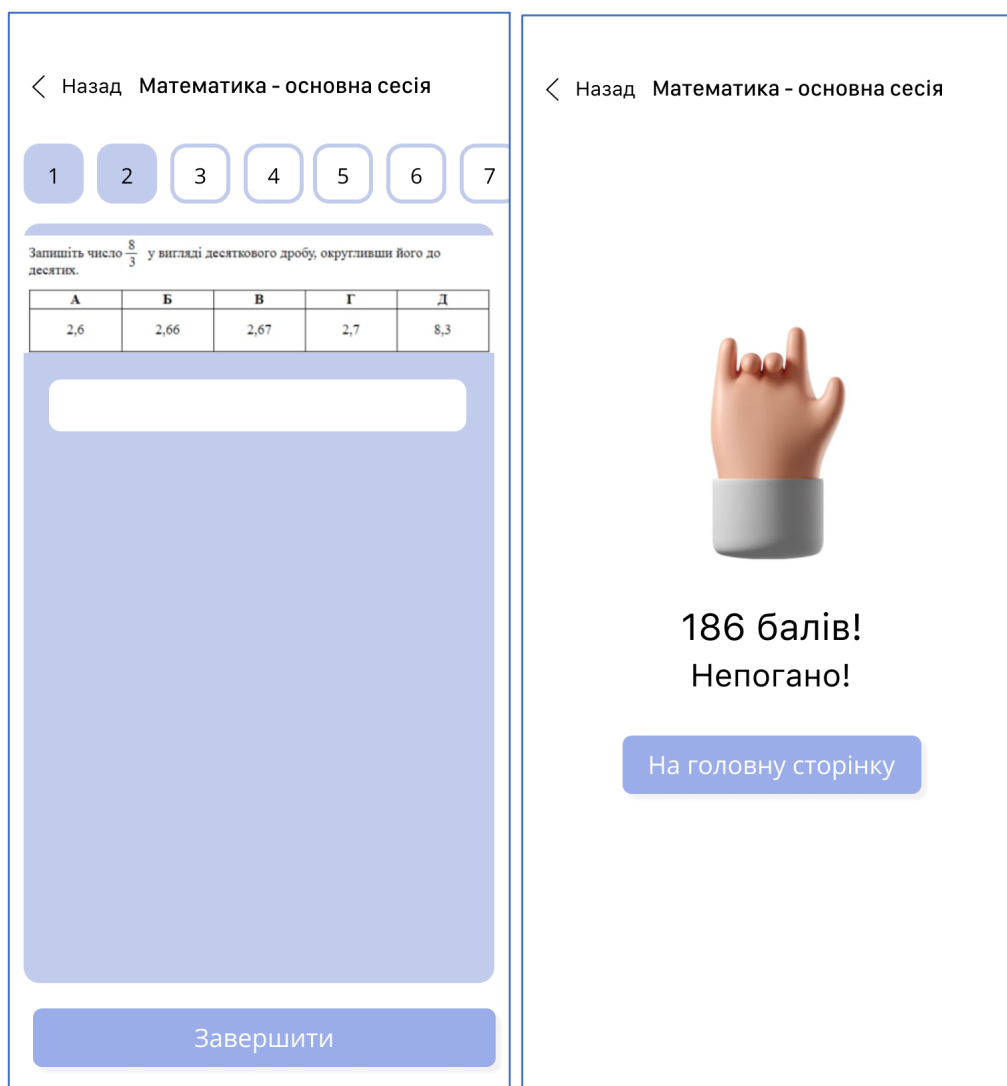 Назад Математика - основна сесія
1 2 3 4 5 6 7
Запишіть число 8/3 у вигляді десяткового дробу, округливши його до
десятих.
А Б В Г Д
2,6 2,66 2,67 2,7 8,3
Завершити
Назад Математика - основна сесія
186 балів!
Непогано!
На головну сторінку